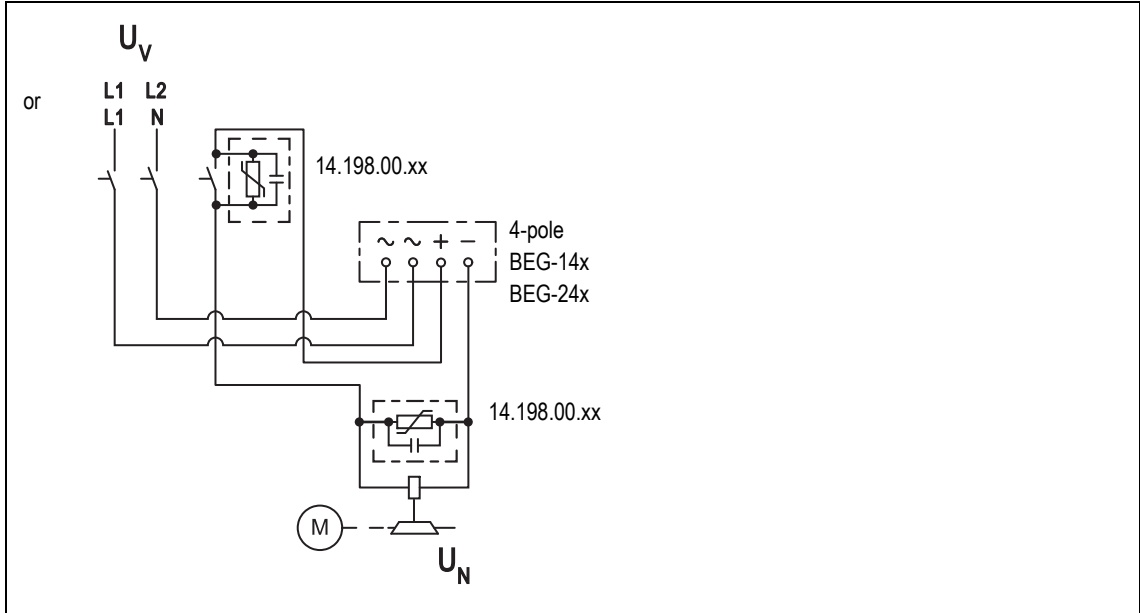 U_V
or
L1 L2
L1 N
14.198.00.xx
4-pole
BEG-14x
BEG-24x
~ ~ + −
14.198.00.xx
M
U_N